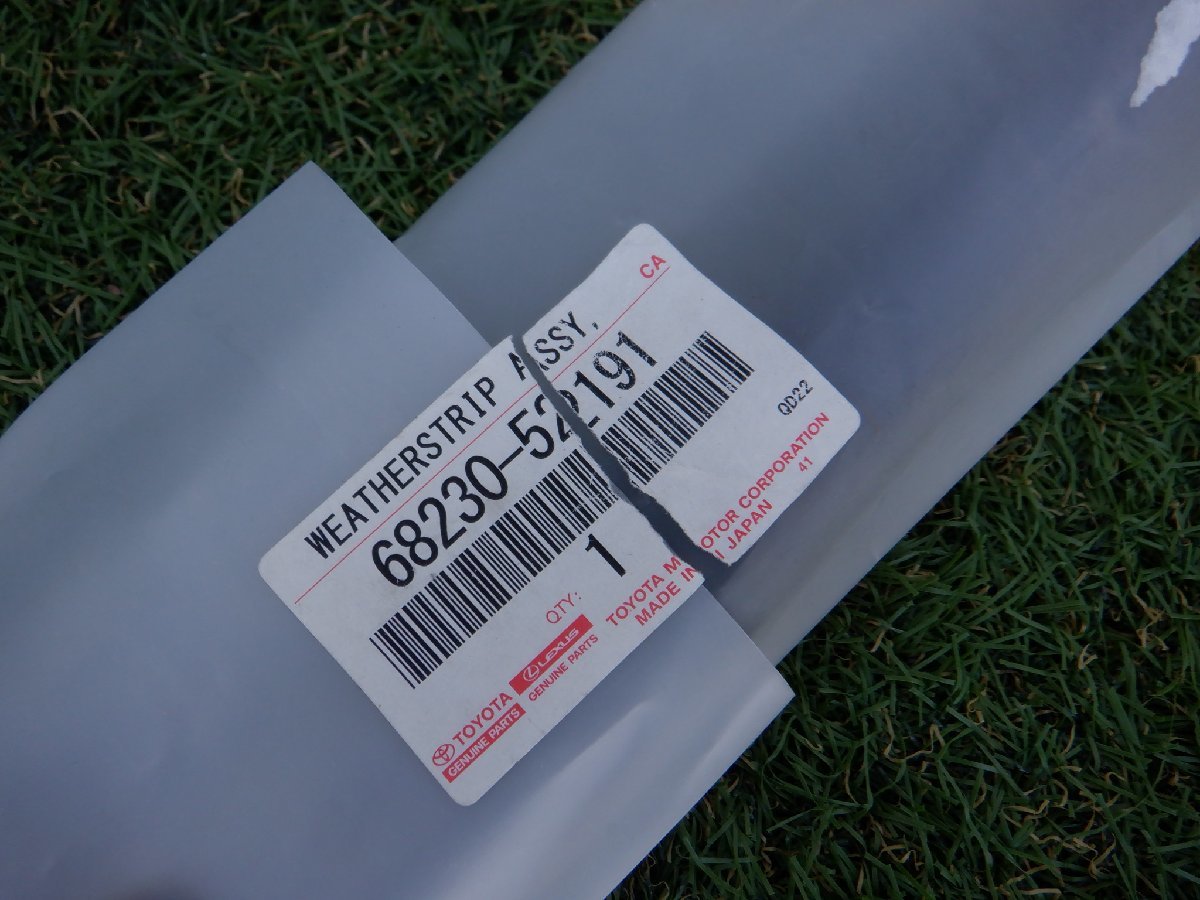 CA
WEATHERSTRIP ASSY,
68230-52191
QTY: 1
QD22
TOYOTA
GENUINE PARTS
LEXUS
GENUINE PARTS
TOYOTA MOTOR CORPORATION
MADE IN JAPAN 41